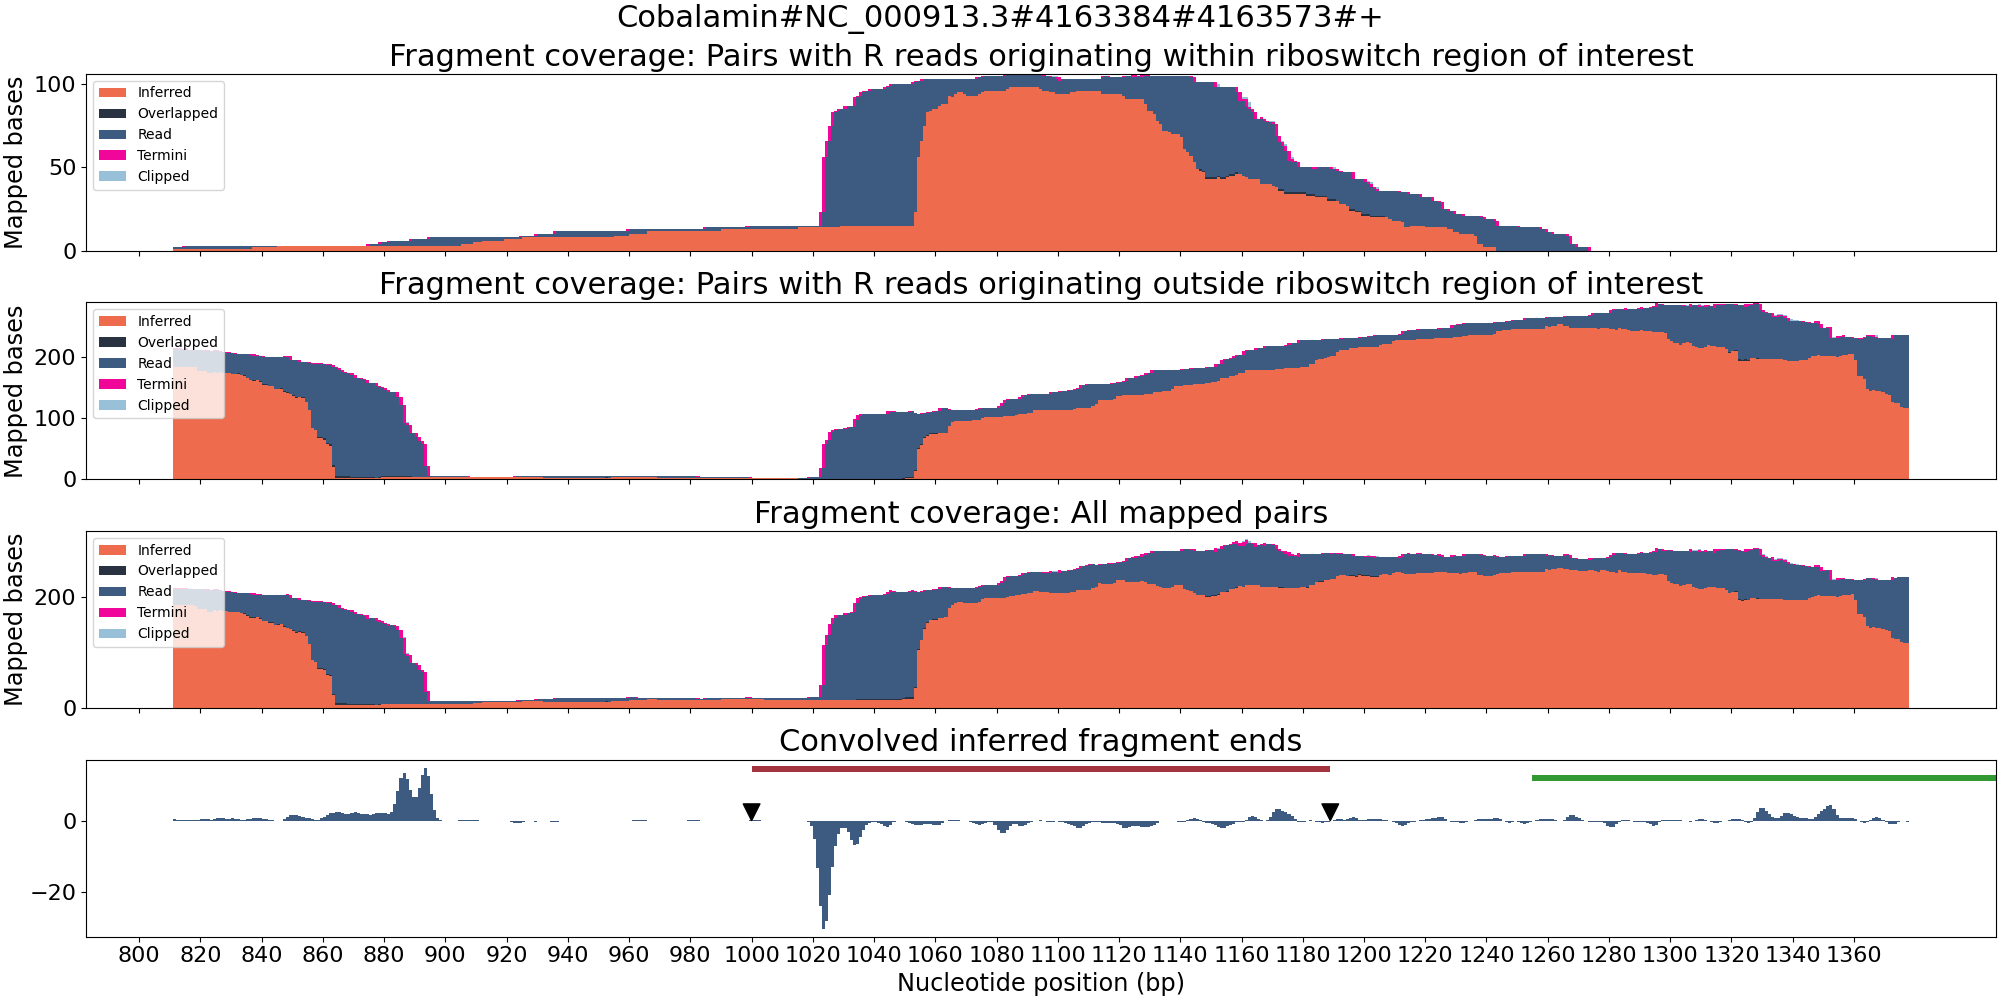 Cobalamin#NC_000913.3#4163384#4163573#+
Fragment coverage: Pairs with R reads originating within riboswitch region of interest
Mapped bases
100
50
0
Inferred
Overlapped
Read
Termini
Clipped
Fragment coverage: Pairs with R reads originating outside riboswitch region of interest
Mapped bases
200
100
0
Inferred
Overlapped
Read
Termini
Clipped
Fragment coverage: All mapped pairs
Mapped bases
200
0
Inferred
Overlapped
Read
Termini
Clipped
Convolved inferred fragment ends
0
−20
800 820 840 860 880 900 920 940 960 980 1000 1020 1040 1060 1080 1100 1120 1140 1160 1180 1200 1220 1240 1260 1280 1300 1320 1340 1360
Nucleotide position (bp)